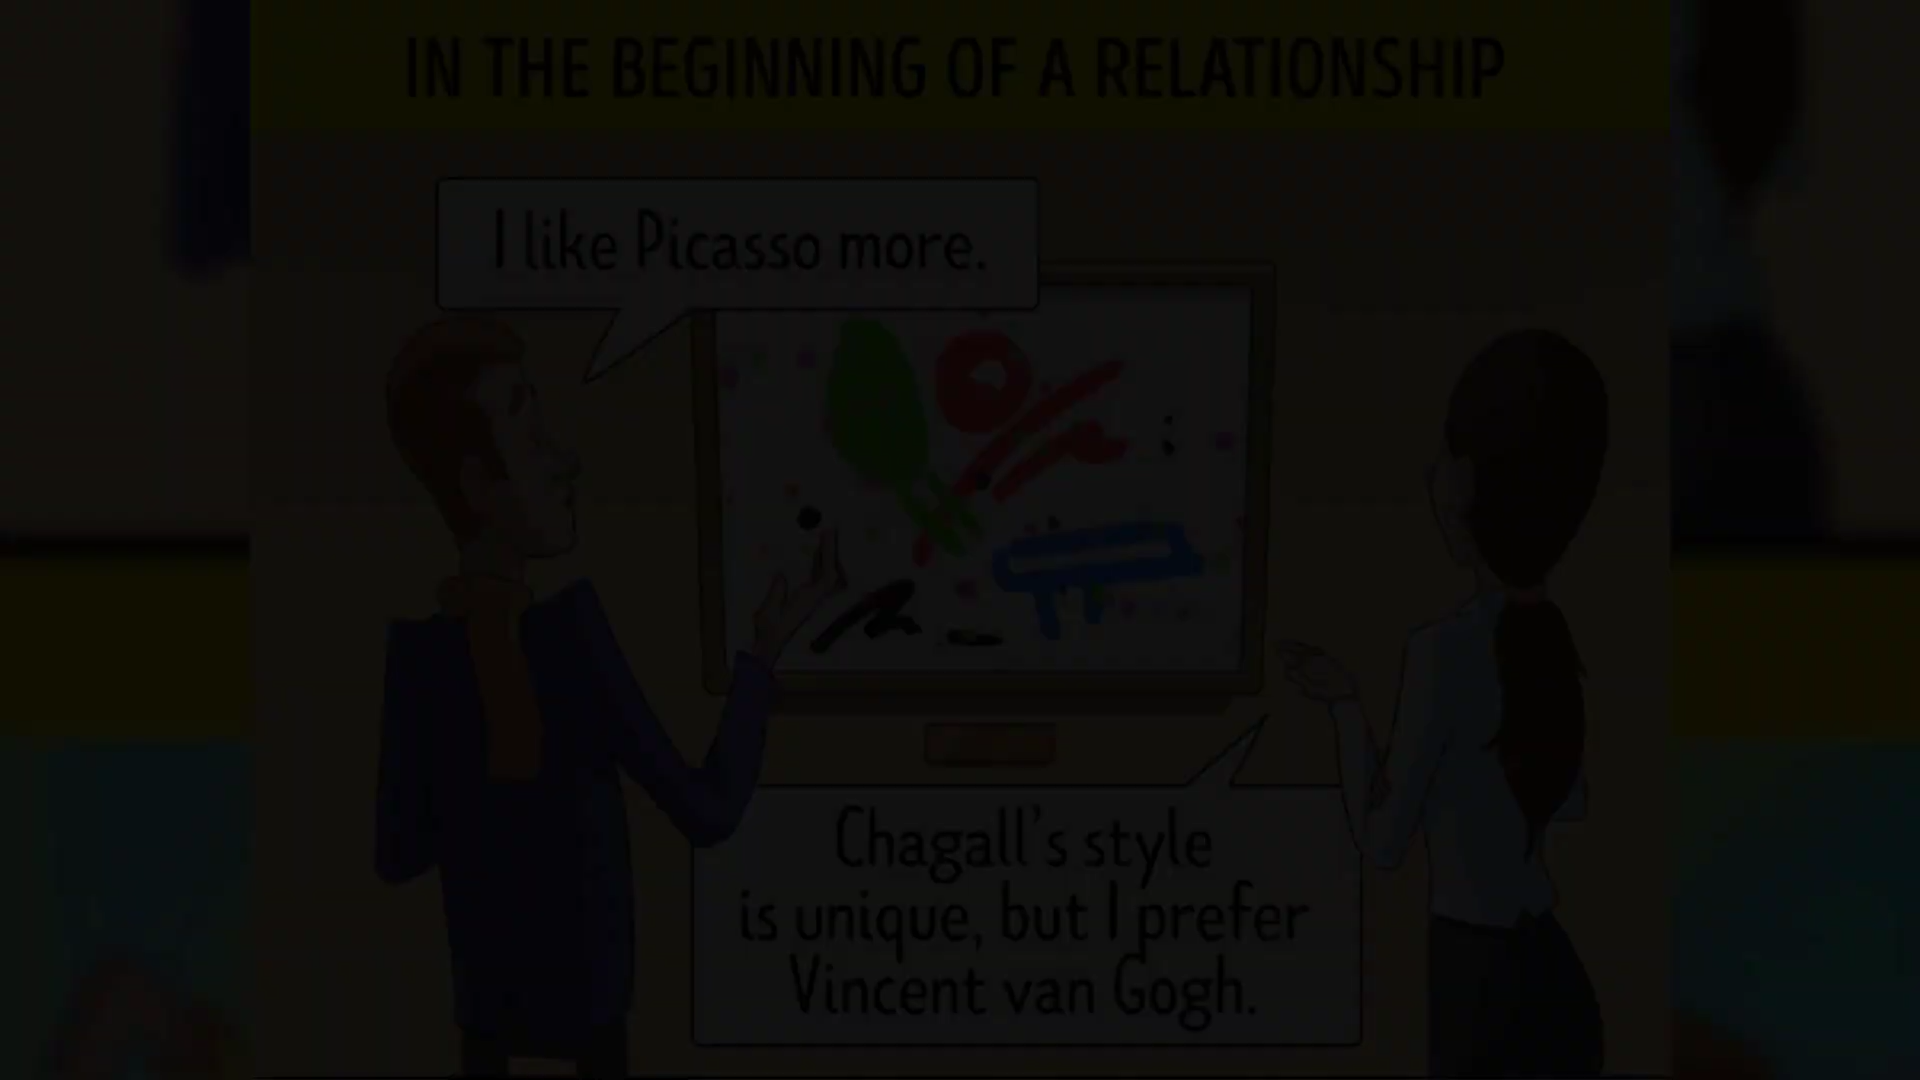 IN THE BEGINNING OF A RELATIONSHIP
I like Picasso more.
Chagall's style
is unique, but I prefer
Vincent van Gogh.